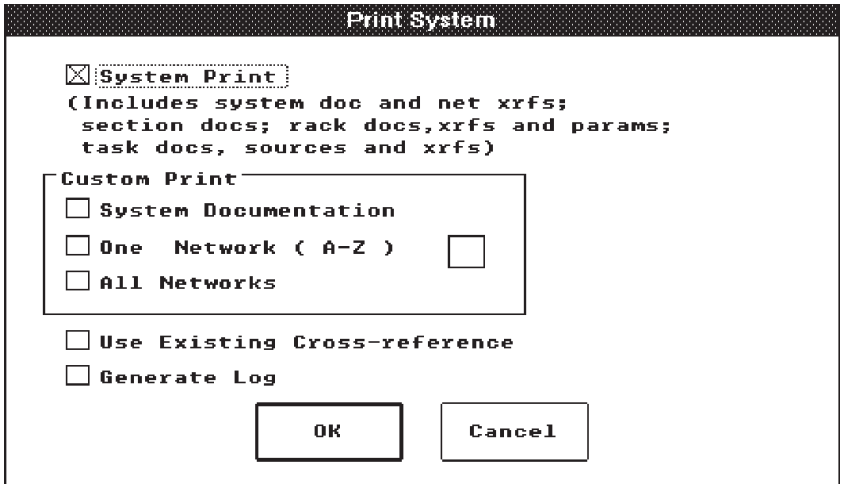 Print System
System Print
(Includes system doc and net xrfs;
section docs; rack docs,xrfs and params;
task docs, sources and xrfs)
Custom Print
System Documentation
One Network ( A-Z )
All Networks
Use Existing Cross-reference
Generate Log
OK Cancel